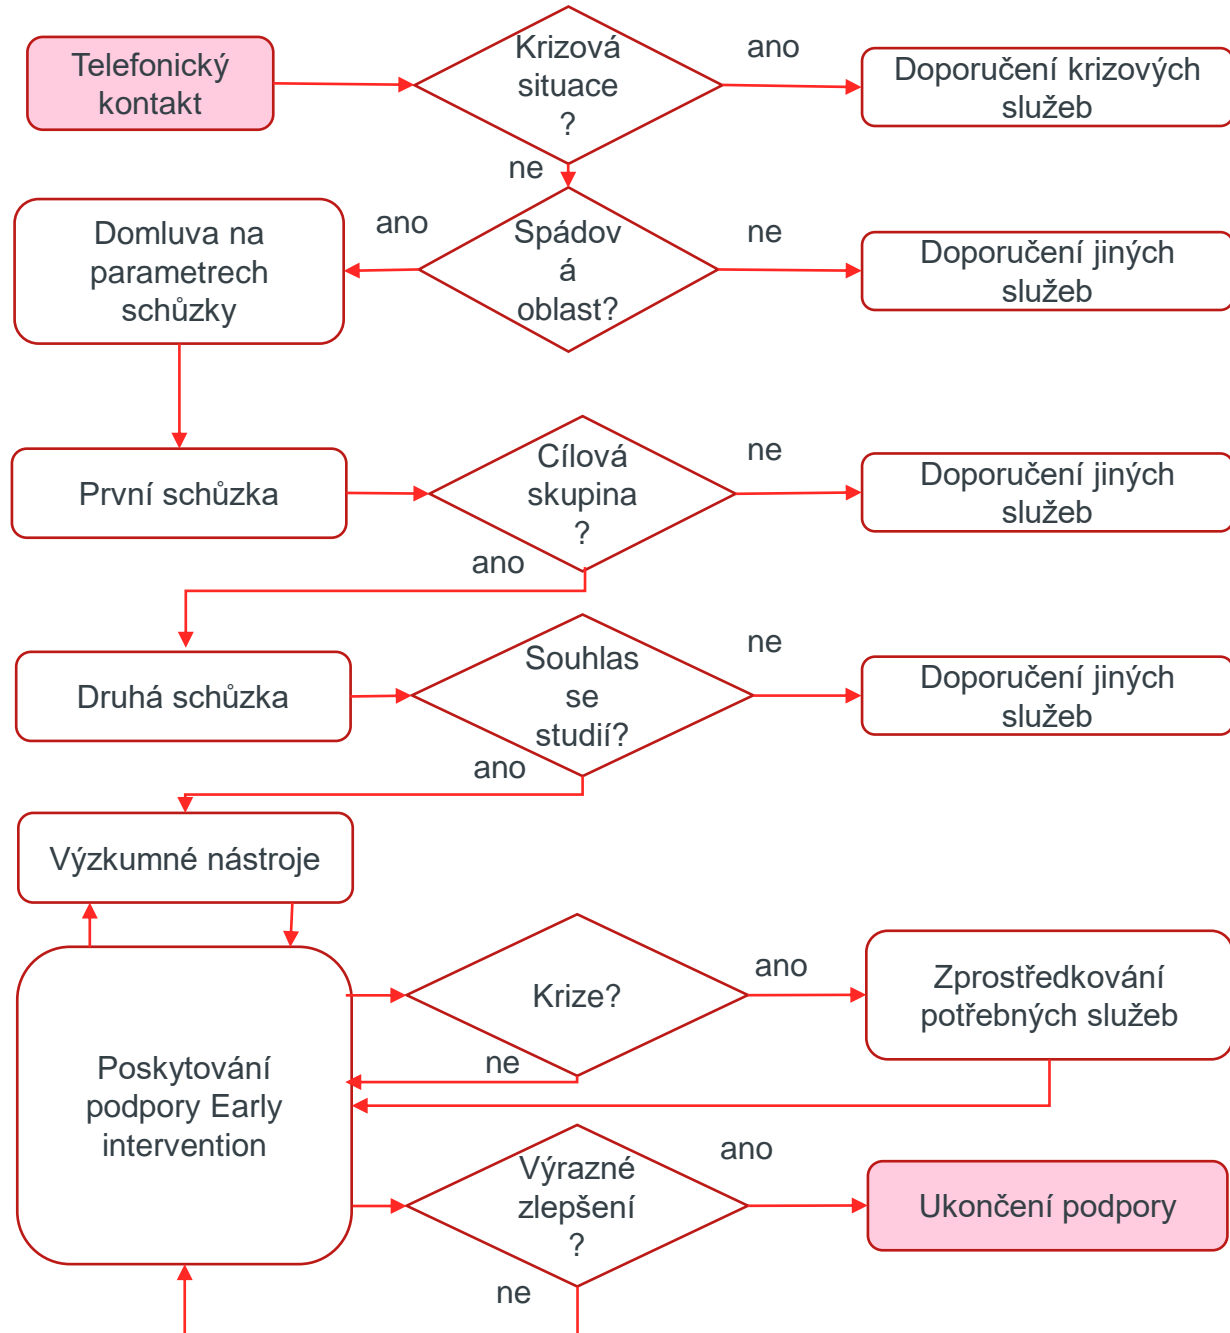 Telefonický
kontakt
Krizová
situace
?
ano
Doporučení krizových
služeb
ne
Domluva na
parametrech
schůzky
ano
Spádov
á
oblast?
ne
Doporučení jiných
služeb
První schůzka
Cílová
skupina
?
ne
Doporučení jiných
služeb
ano
Druhá schůzka
Souhlas
se
studií?
ne
Doporučení jiných
služeb
ano
Výzkumné nástroje
Poskytování
podpory Early
intervention
Krize?
ano
Zprostředkování
potřebných služeb
ne
Výrazné
zlepšení
?
ano
Ukončení podpory
ne